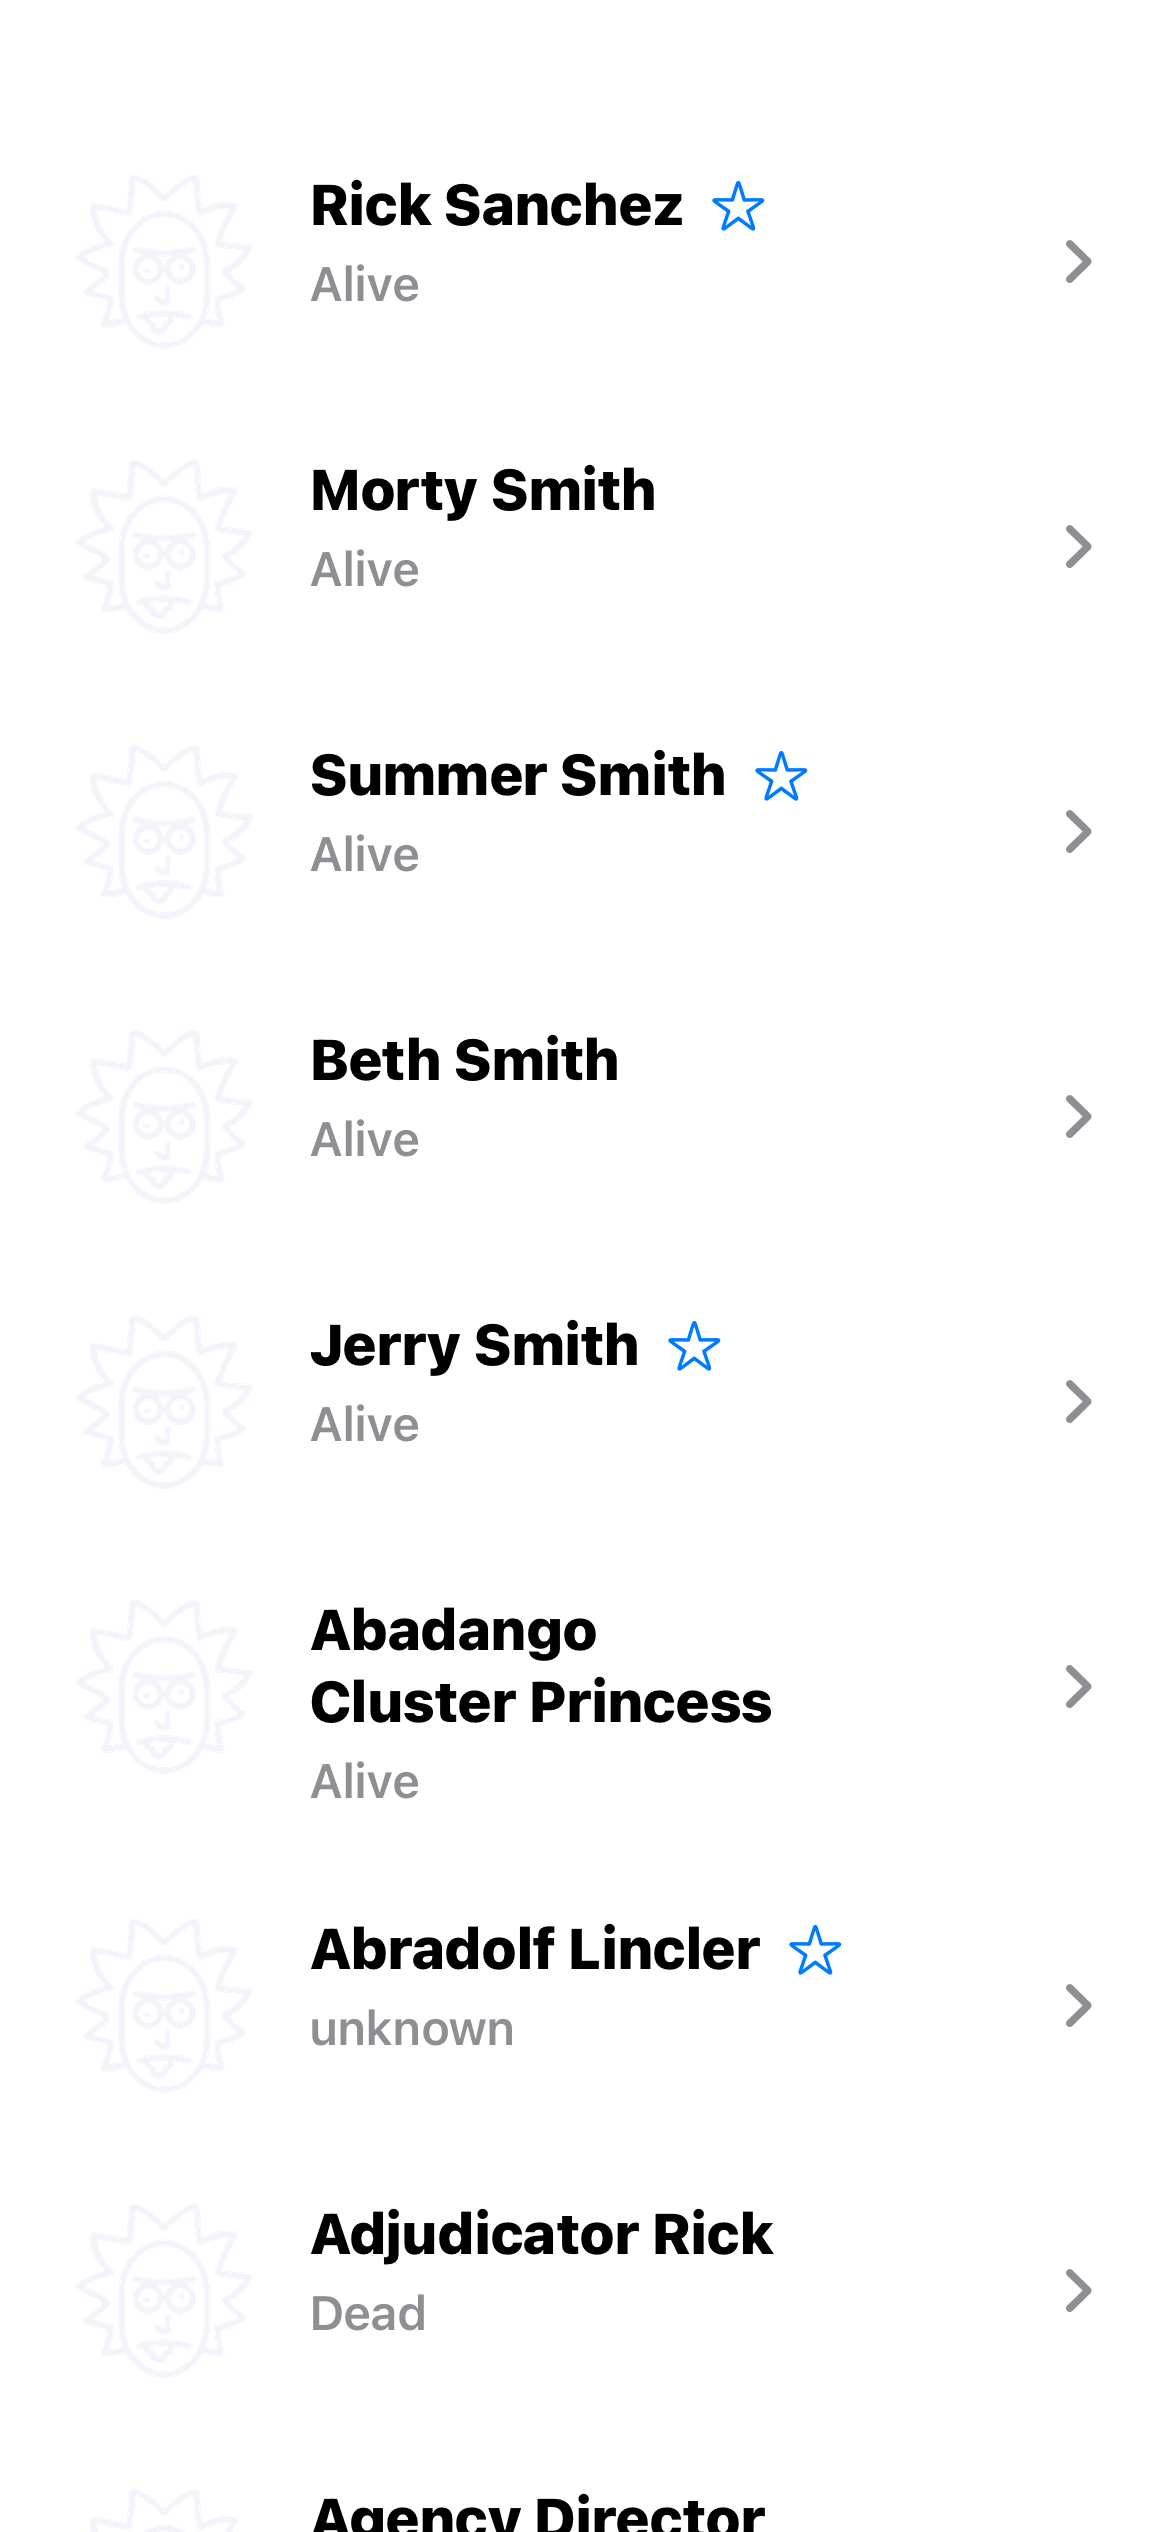 Rick Sanchez
Alive
Morty Smith
Alive
Summer Smith
Alive
Beth Smith
Alive
Jerry Smith
Alive
Abadango
Cluster Princess
Alive
Abradolf Lincler
unknown
Adjudicator Rick
Dead
Agency Director